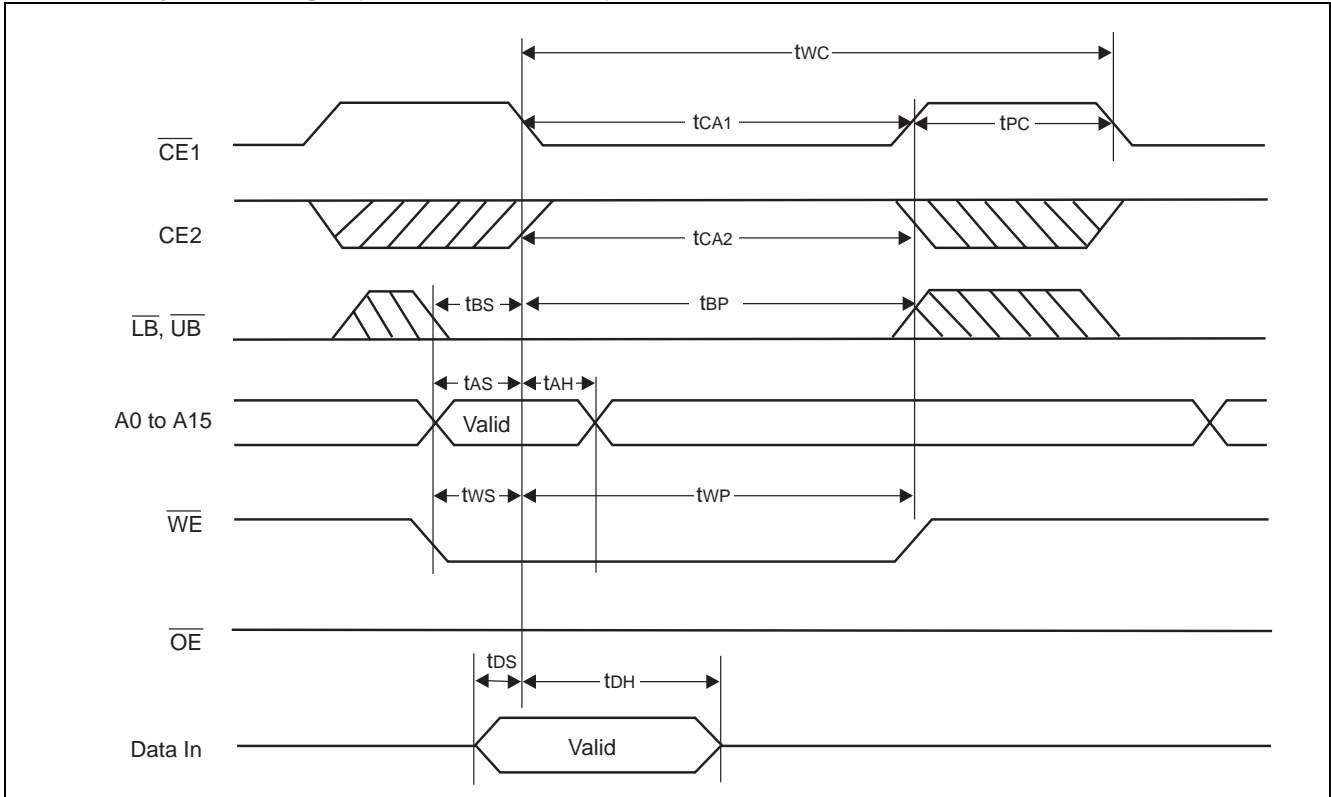 tWC
tCA1
tPC
CE1
CE2
tCA2
tBS
tBP
LB, UB
tAS
tAH
A0 to A15
Valid
tWS
tWP
WE
OE
tDS
tDH
Data In
Valid